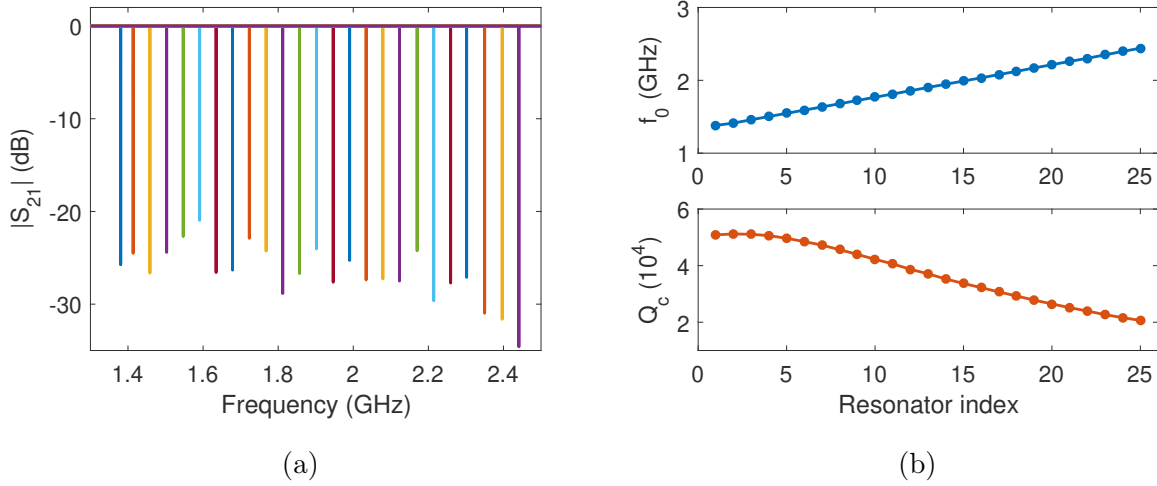 0
-10
-20
-30
|S21| (dB)
1.4 1.6 1.8 2 2.2 2.4
Frequency (GHz)
(a)
3
2
1
f0 (GHz)
0 5 10 15 20 25
6
4
2
Qc (10^4)
0 5 10 15 20 25
Resonator index
(b)